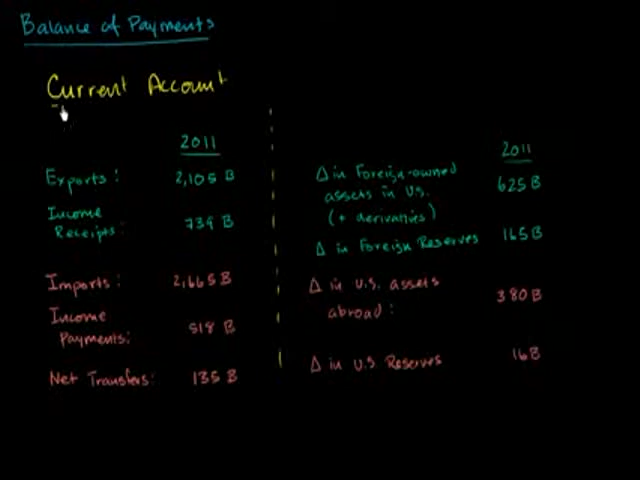 Balance of Payments
Current Account
2011
Exports: 2,105 B
Income
Receipts: 739 B
Imports: 2,665 B
Income
Payments: 518 B
Net Transfers: 135 B
2011
Δ in Foreign-owned
assets in U.S. 625 B
(+ derivaties)
Δ in Foreign Reserves 165 B
Δ in U.S. assets
abroad: 380 B
Δ in U.S. Reserves 16 B